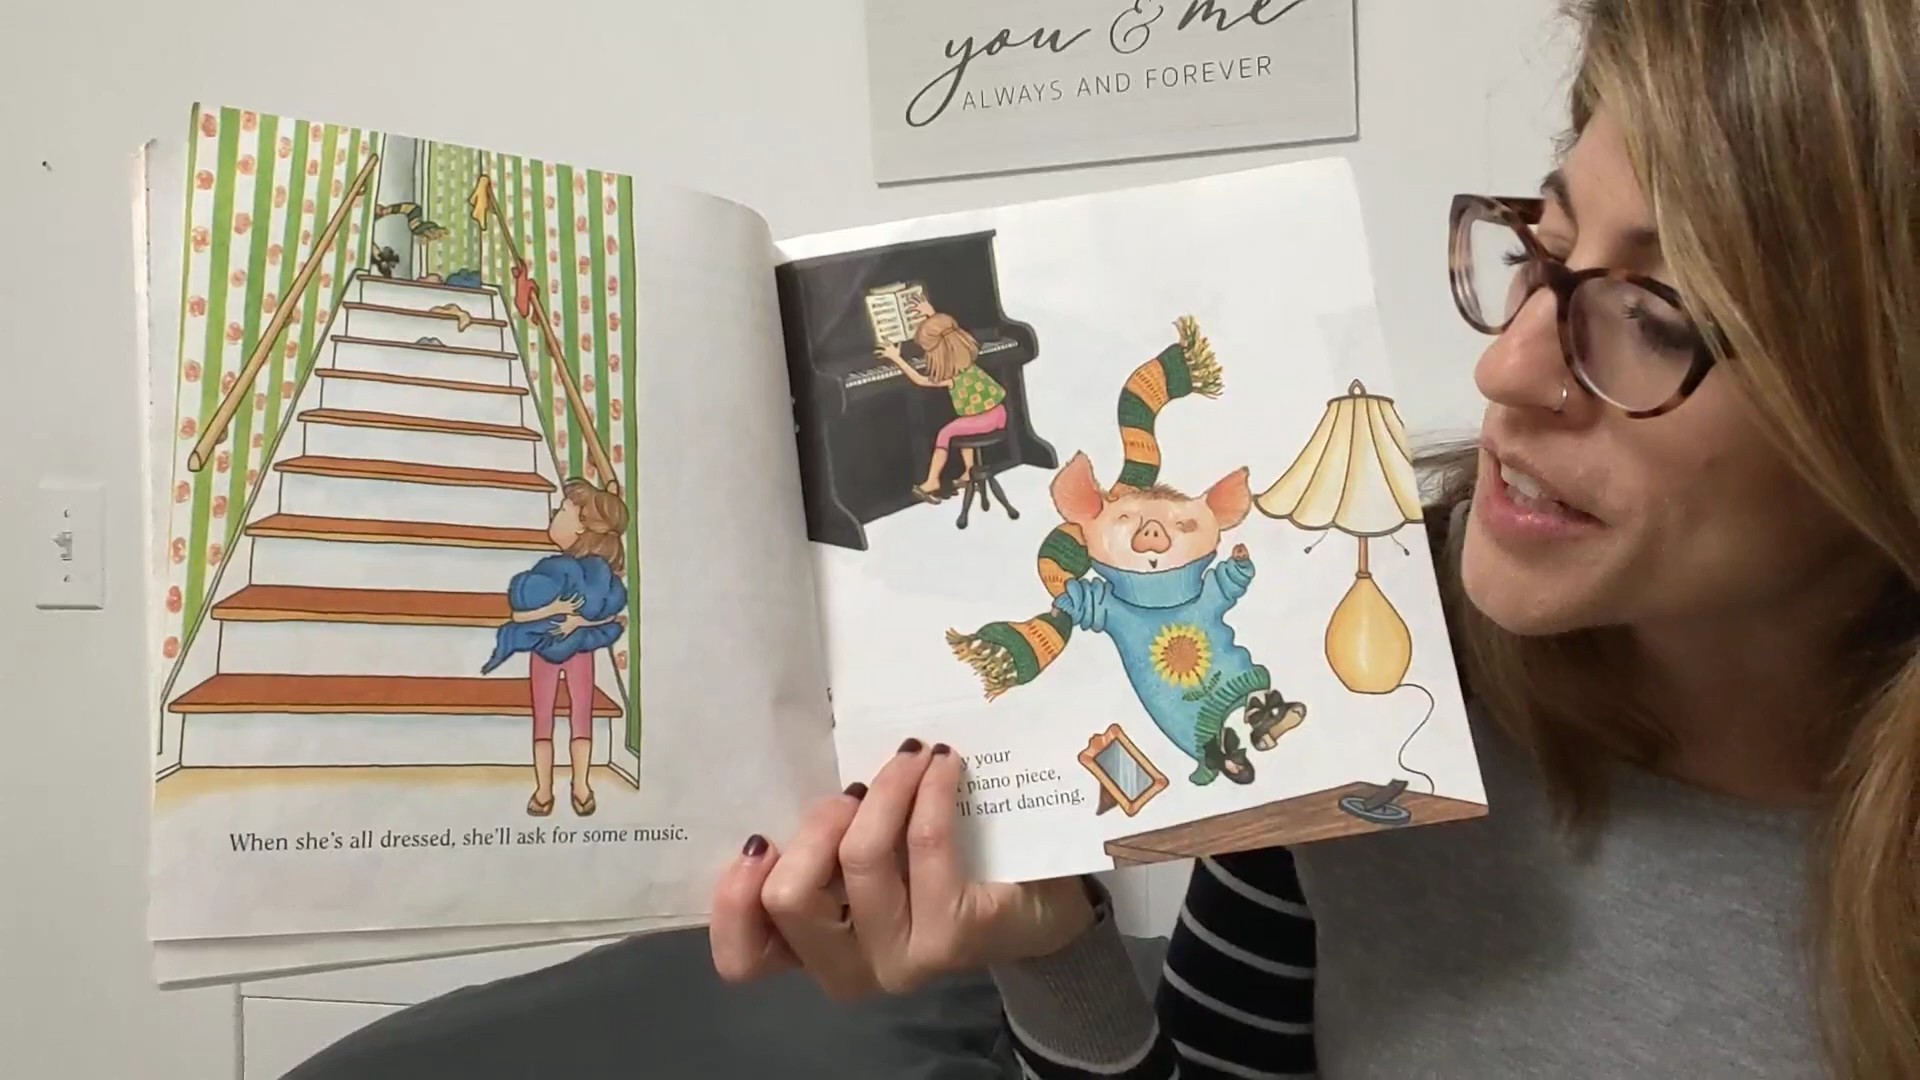 you & me
ALWAYS AND FOREVER
When she's all dressed, she'll ask for some music.
your
piano piece,
'll start dancing.